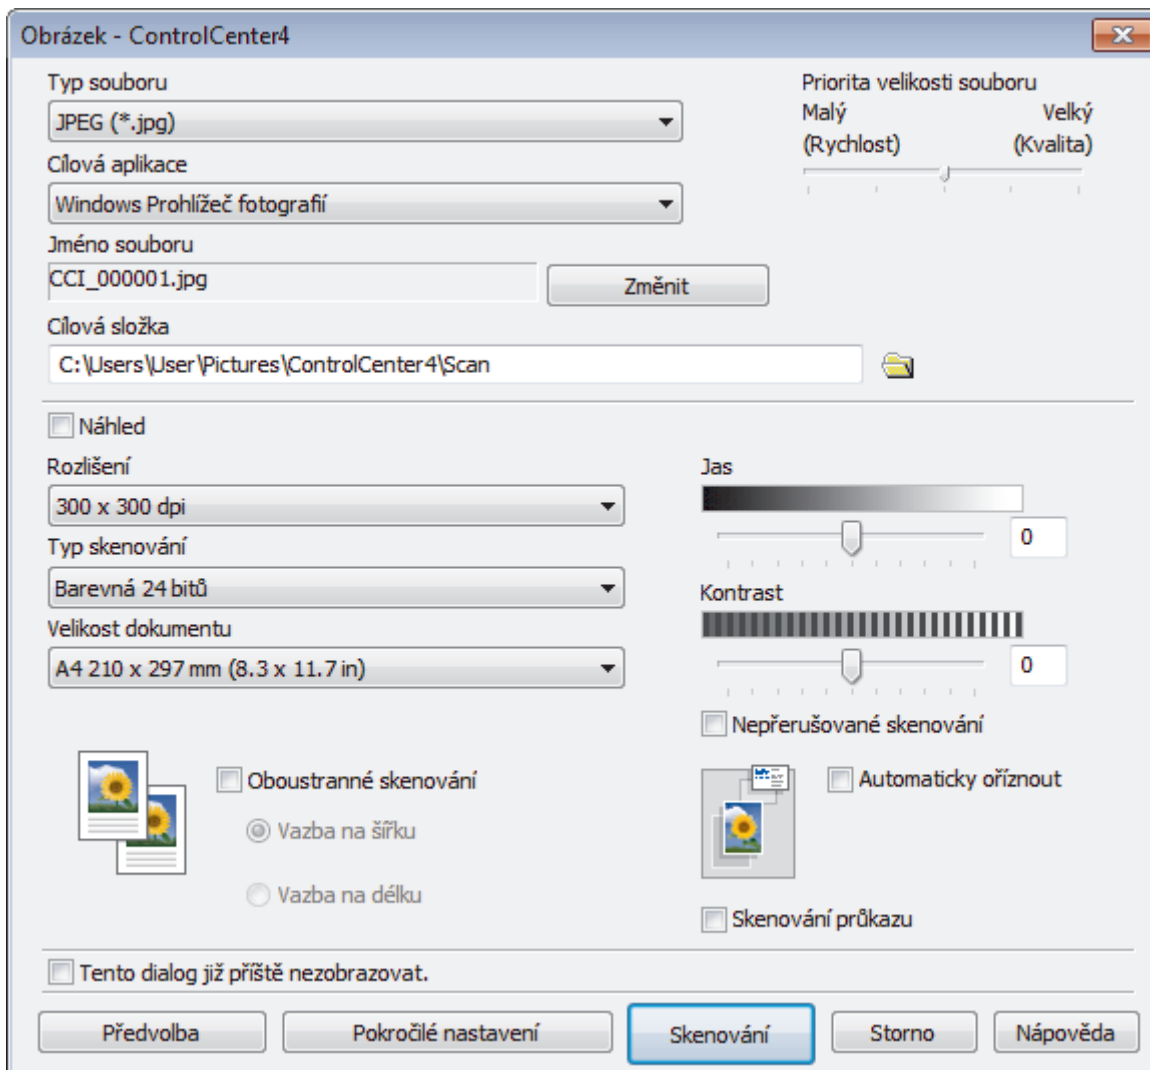 Obrázek - ControlCenter4
Typ souboru
JPEG (*.jpg)
Priorita velikosti souboru
Malý Velký
(Rychlost) (Kvalita)
Cílová aplikace
Windows Prohlížeč fotografií
Jméno souboru
CCI_000001.jpg
Změnit
Cílová složka
C:\Users\User\Pictures\ControlCenter4\Scan
Náhled
Rozlišení
300 x 300 dpi
Typ skenování
Barevná 24 bitů
Velikost dokumentu
A4 210 x 297 mm (8.3 x 11.7 in)
Jas
0
Kontrast
0
Nepřerušované skenování
Oboustranné skenování
Vazba na šířku
Vazba na délku
Automaticky oříznout
Skenování průkazu
Tento dialog již příště nezobrazovat.
Předvolba Pokročilé nastavení Skenování Storno Nápověda